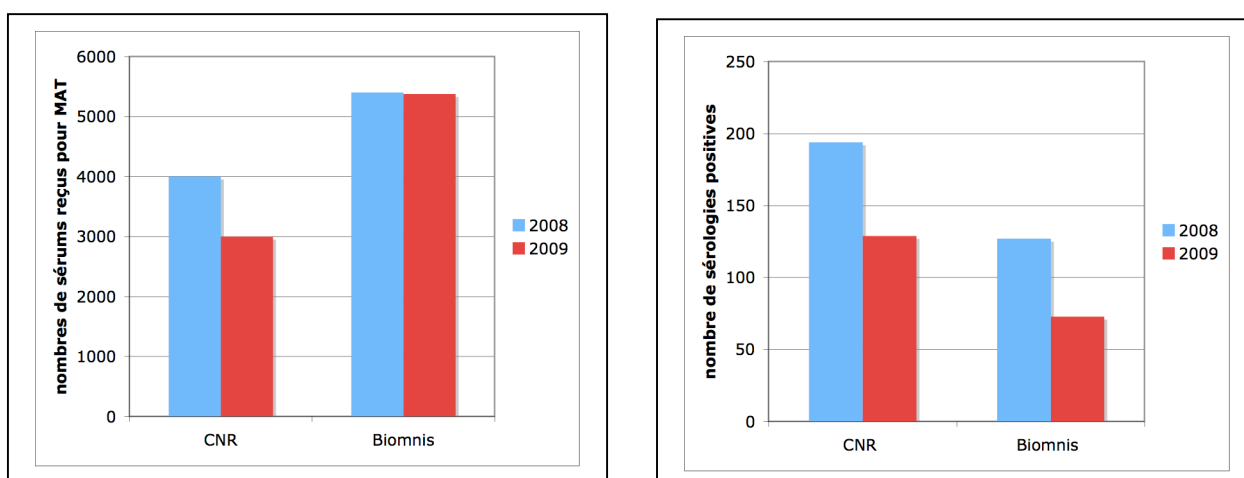 nombres de sérums reçus pour MAT
6000
5000
4000
3000
2000
1000
0
CNR
Biomnis
2008
2009
nombre de sérologies positives
250
200
150
100
50
0
CNR
Biomnis
2008
2009